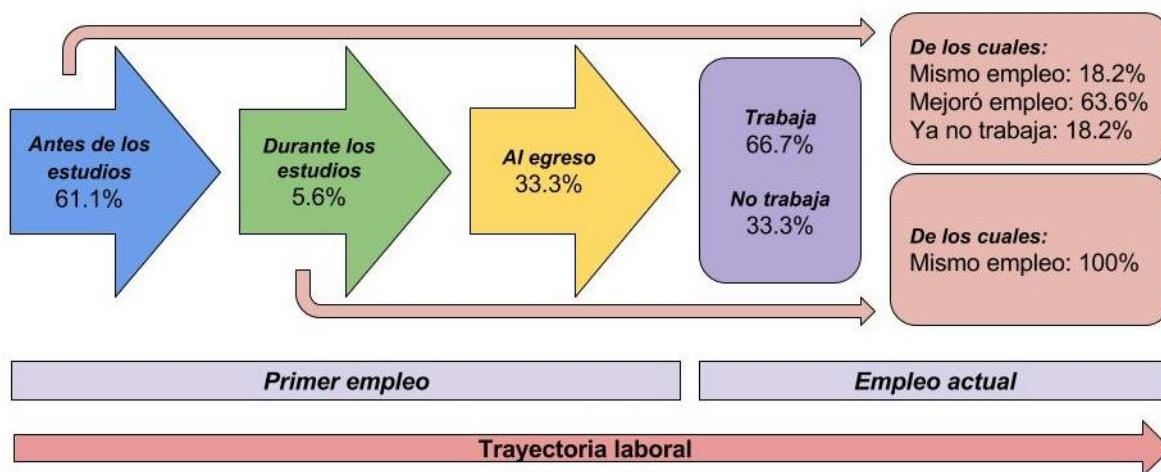 Antes de los
estudios
61.1%
Durante los
estudios
5.6%
Al egreso
33.3%
Trabaja
66.7%
No trabaja
33.3%
De los cuales:
Mismo empleo: 18.2%
Mejoró empleo: 63.6%
Ya no trabaja: 18.2%
De los cuales:
Mismo empleo: 100%
Primer empleo
Empleo actual
Trayectoria laboral